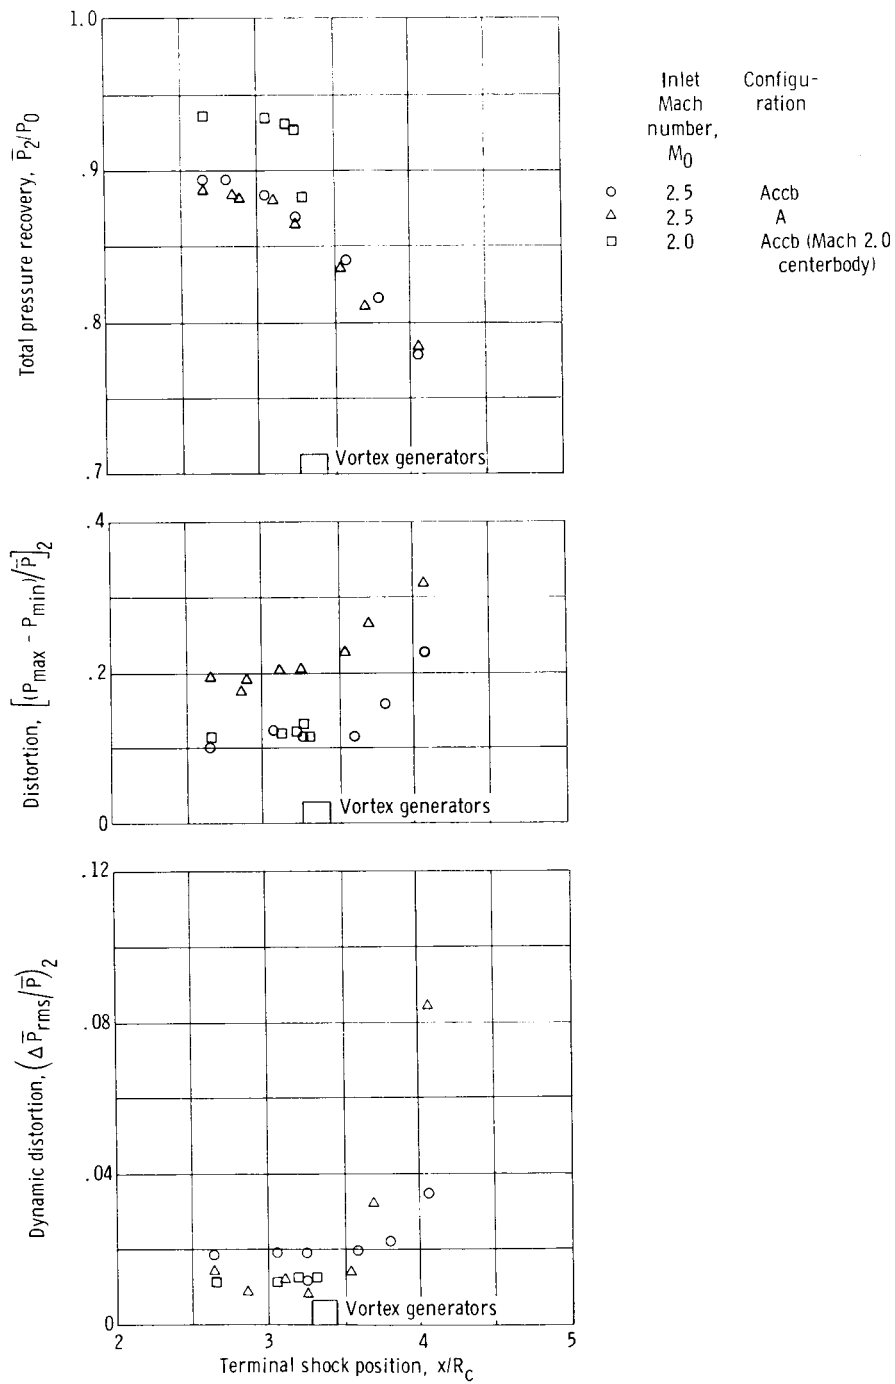 1.0
.9
.8
.7
Total pressure recovery, P̅2/P0
Vortex generators
Inlet
Mach
number,
M0
Configu-
ration
○ 2.5 Accb
△ 2.5 A
□ 2.0 Accb (Mach 2.0
centerbody)
.4
.2
0
Distortion, [(Pmax - Pmin)/P̅]2
Vortex generators
.12
.08
.04
0
Dynamic distortion, (ΔP̅rms/P̅)2
Vortex generators
2 3 4 5
Terminal shock position, x/Rc